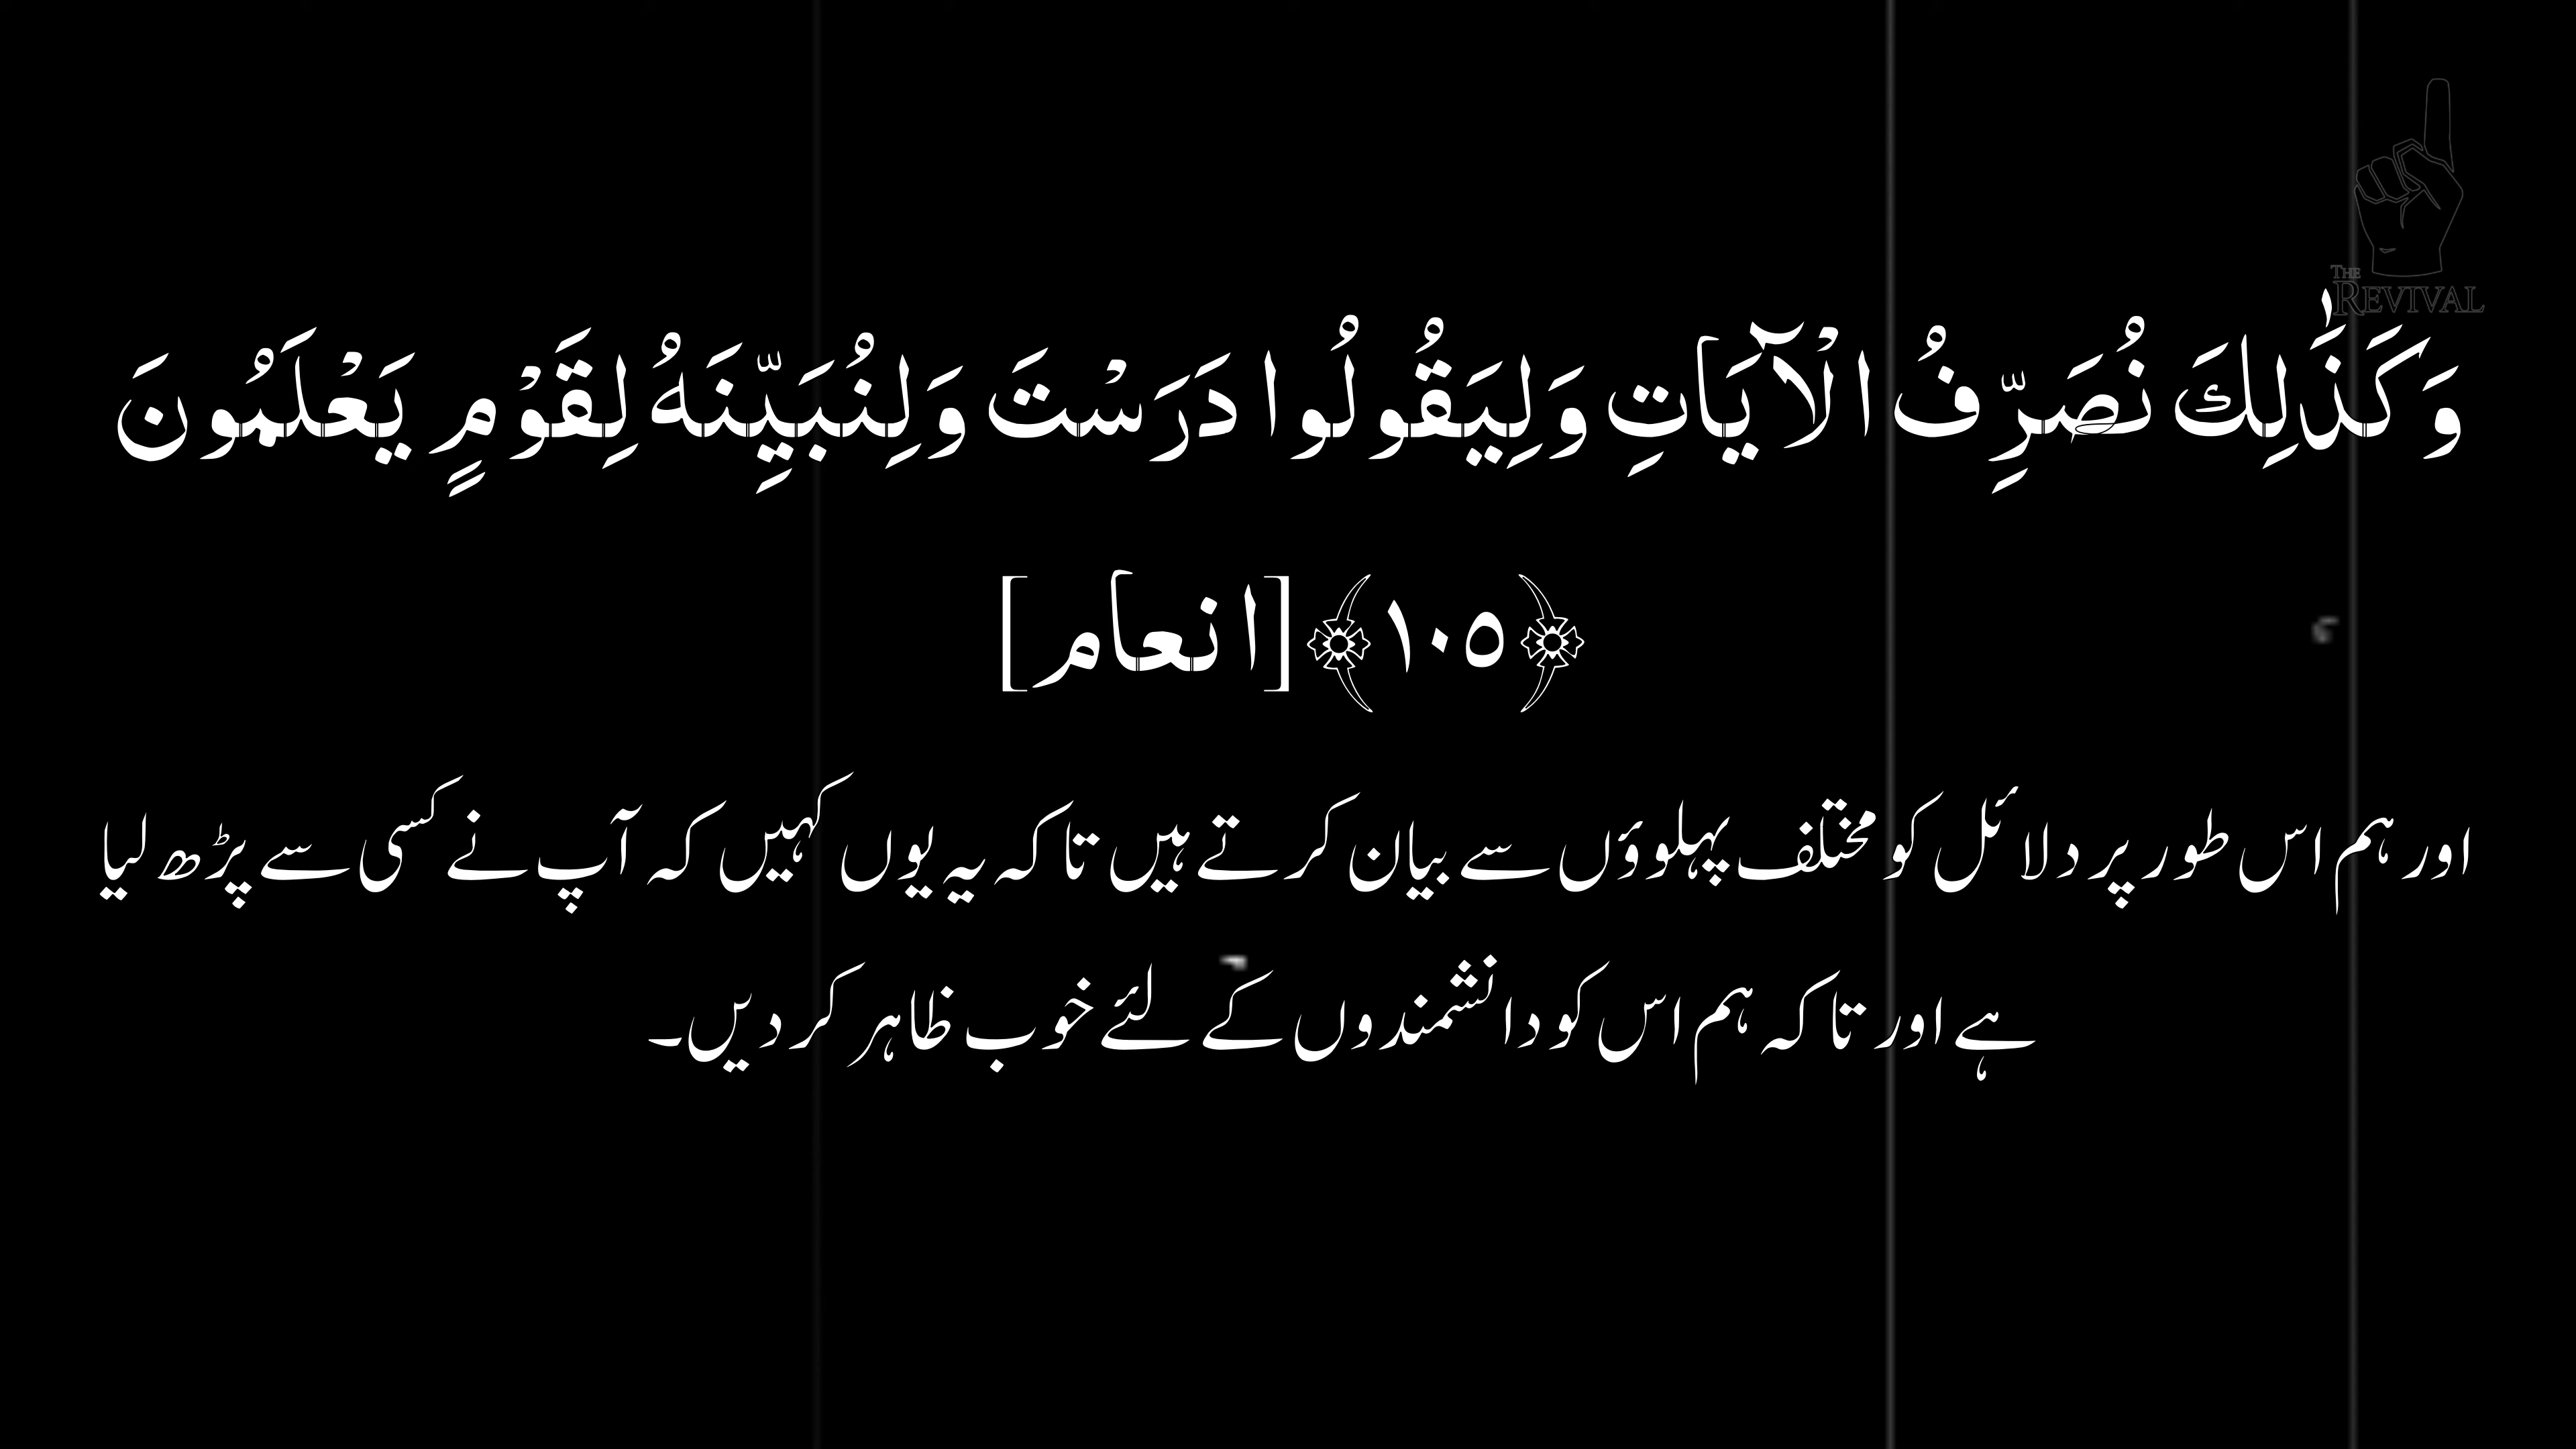 THE
REVIVAL
وَكَذَٰلِكَ نُصَرِّفُ الْآيَاتِ وَلِيَقُولُوا دَرَسْتَ وَلِنُبَيِّنَهُ لِقَوْمٍ يَعْلَمُونَ
﴿١٠٥﴾ [انعام]
اور ہم اس طور پر دلائل کو مختلف پہلوؤں سے بیان کرتے ہیں تاکہ یہ یوں کہیں کہ آپ نے کسی سے پڑھ لیا
ہے اور تاکہ ہم اس کو دانشمندوں کے لئے خوب ظاہر کردیں۔